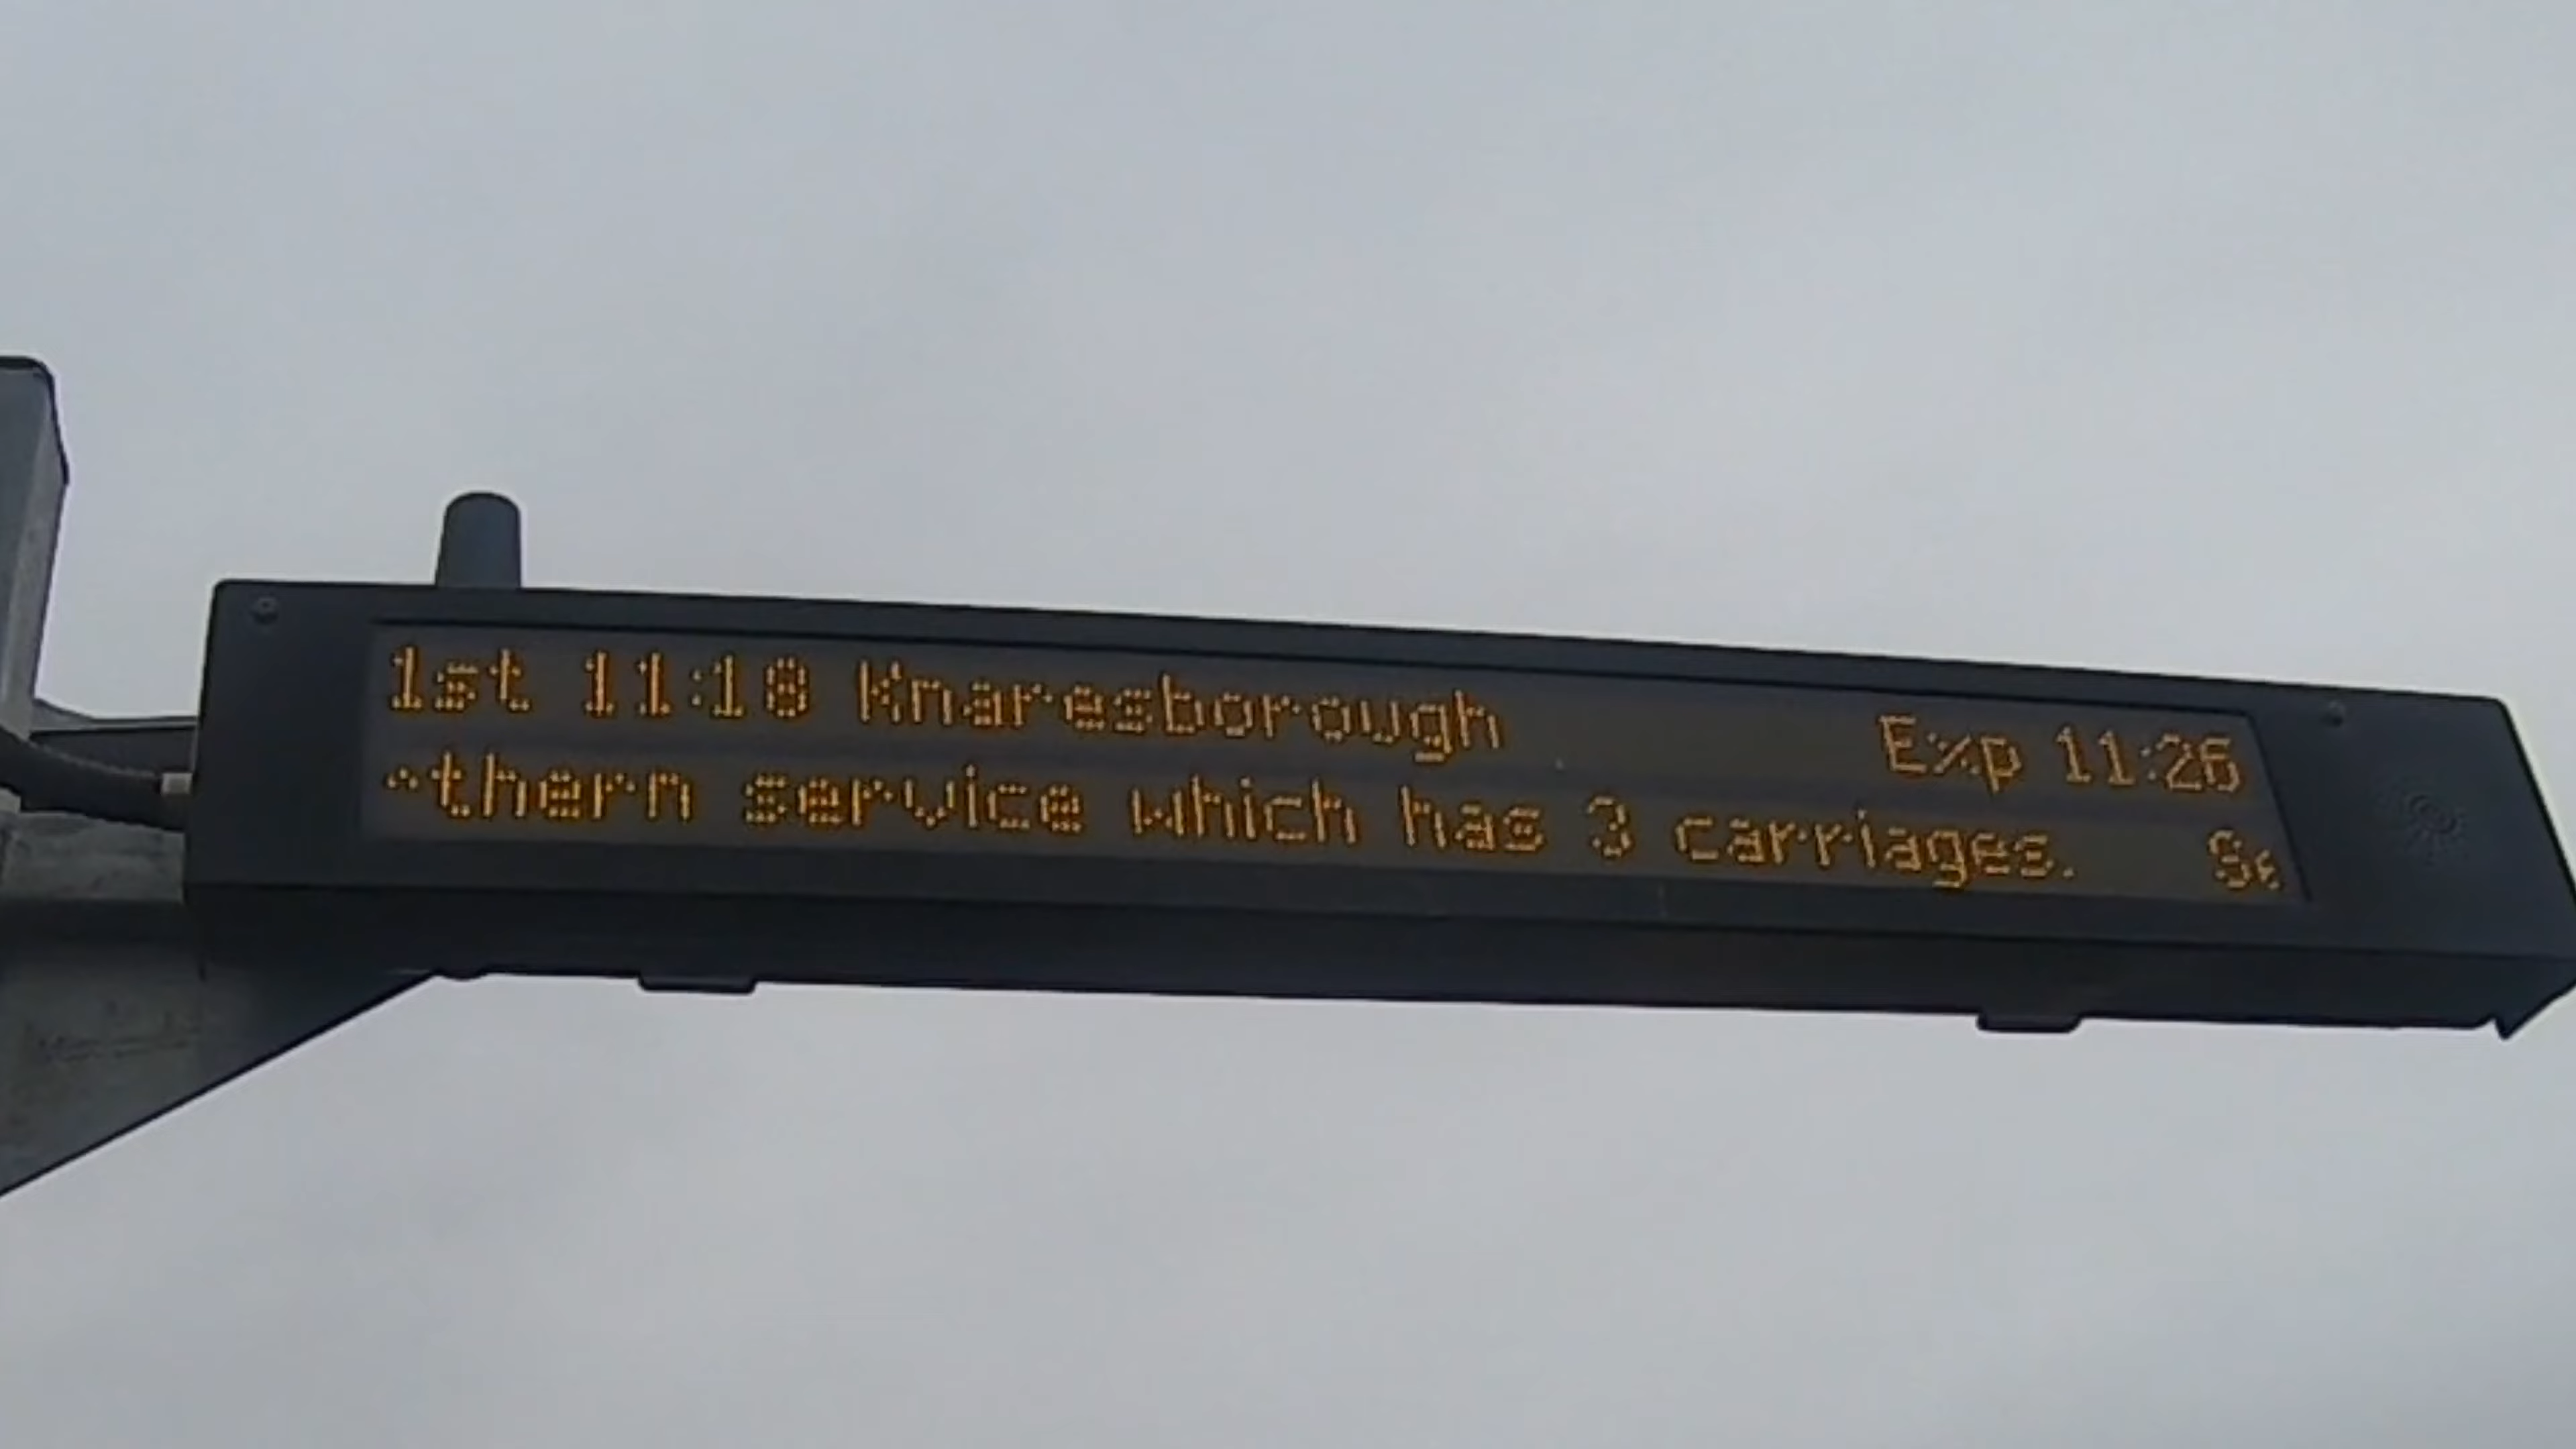 1st 11:18 Knaresborough Exp 11:26
thern service which has 3 carriages.